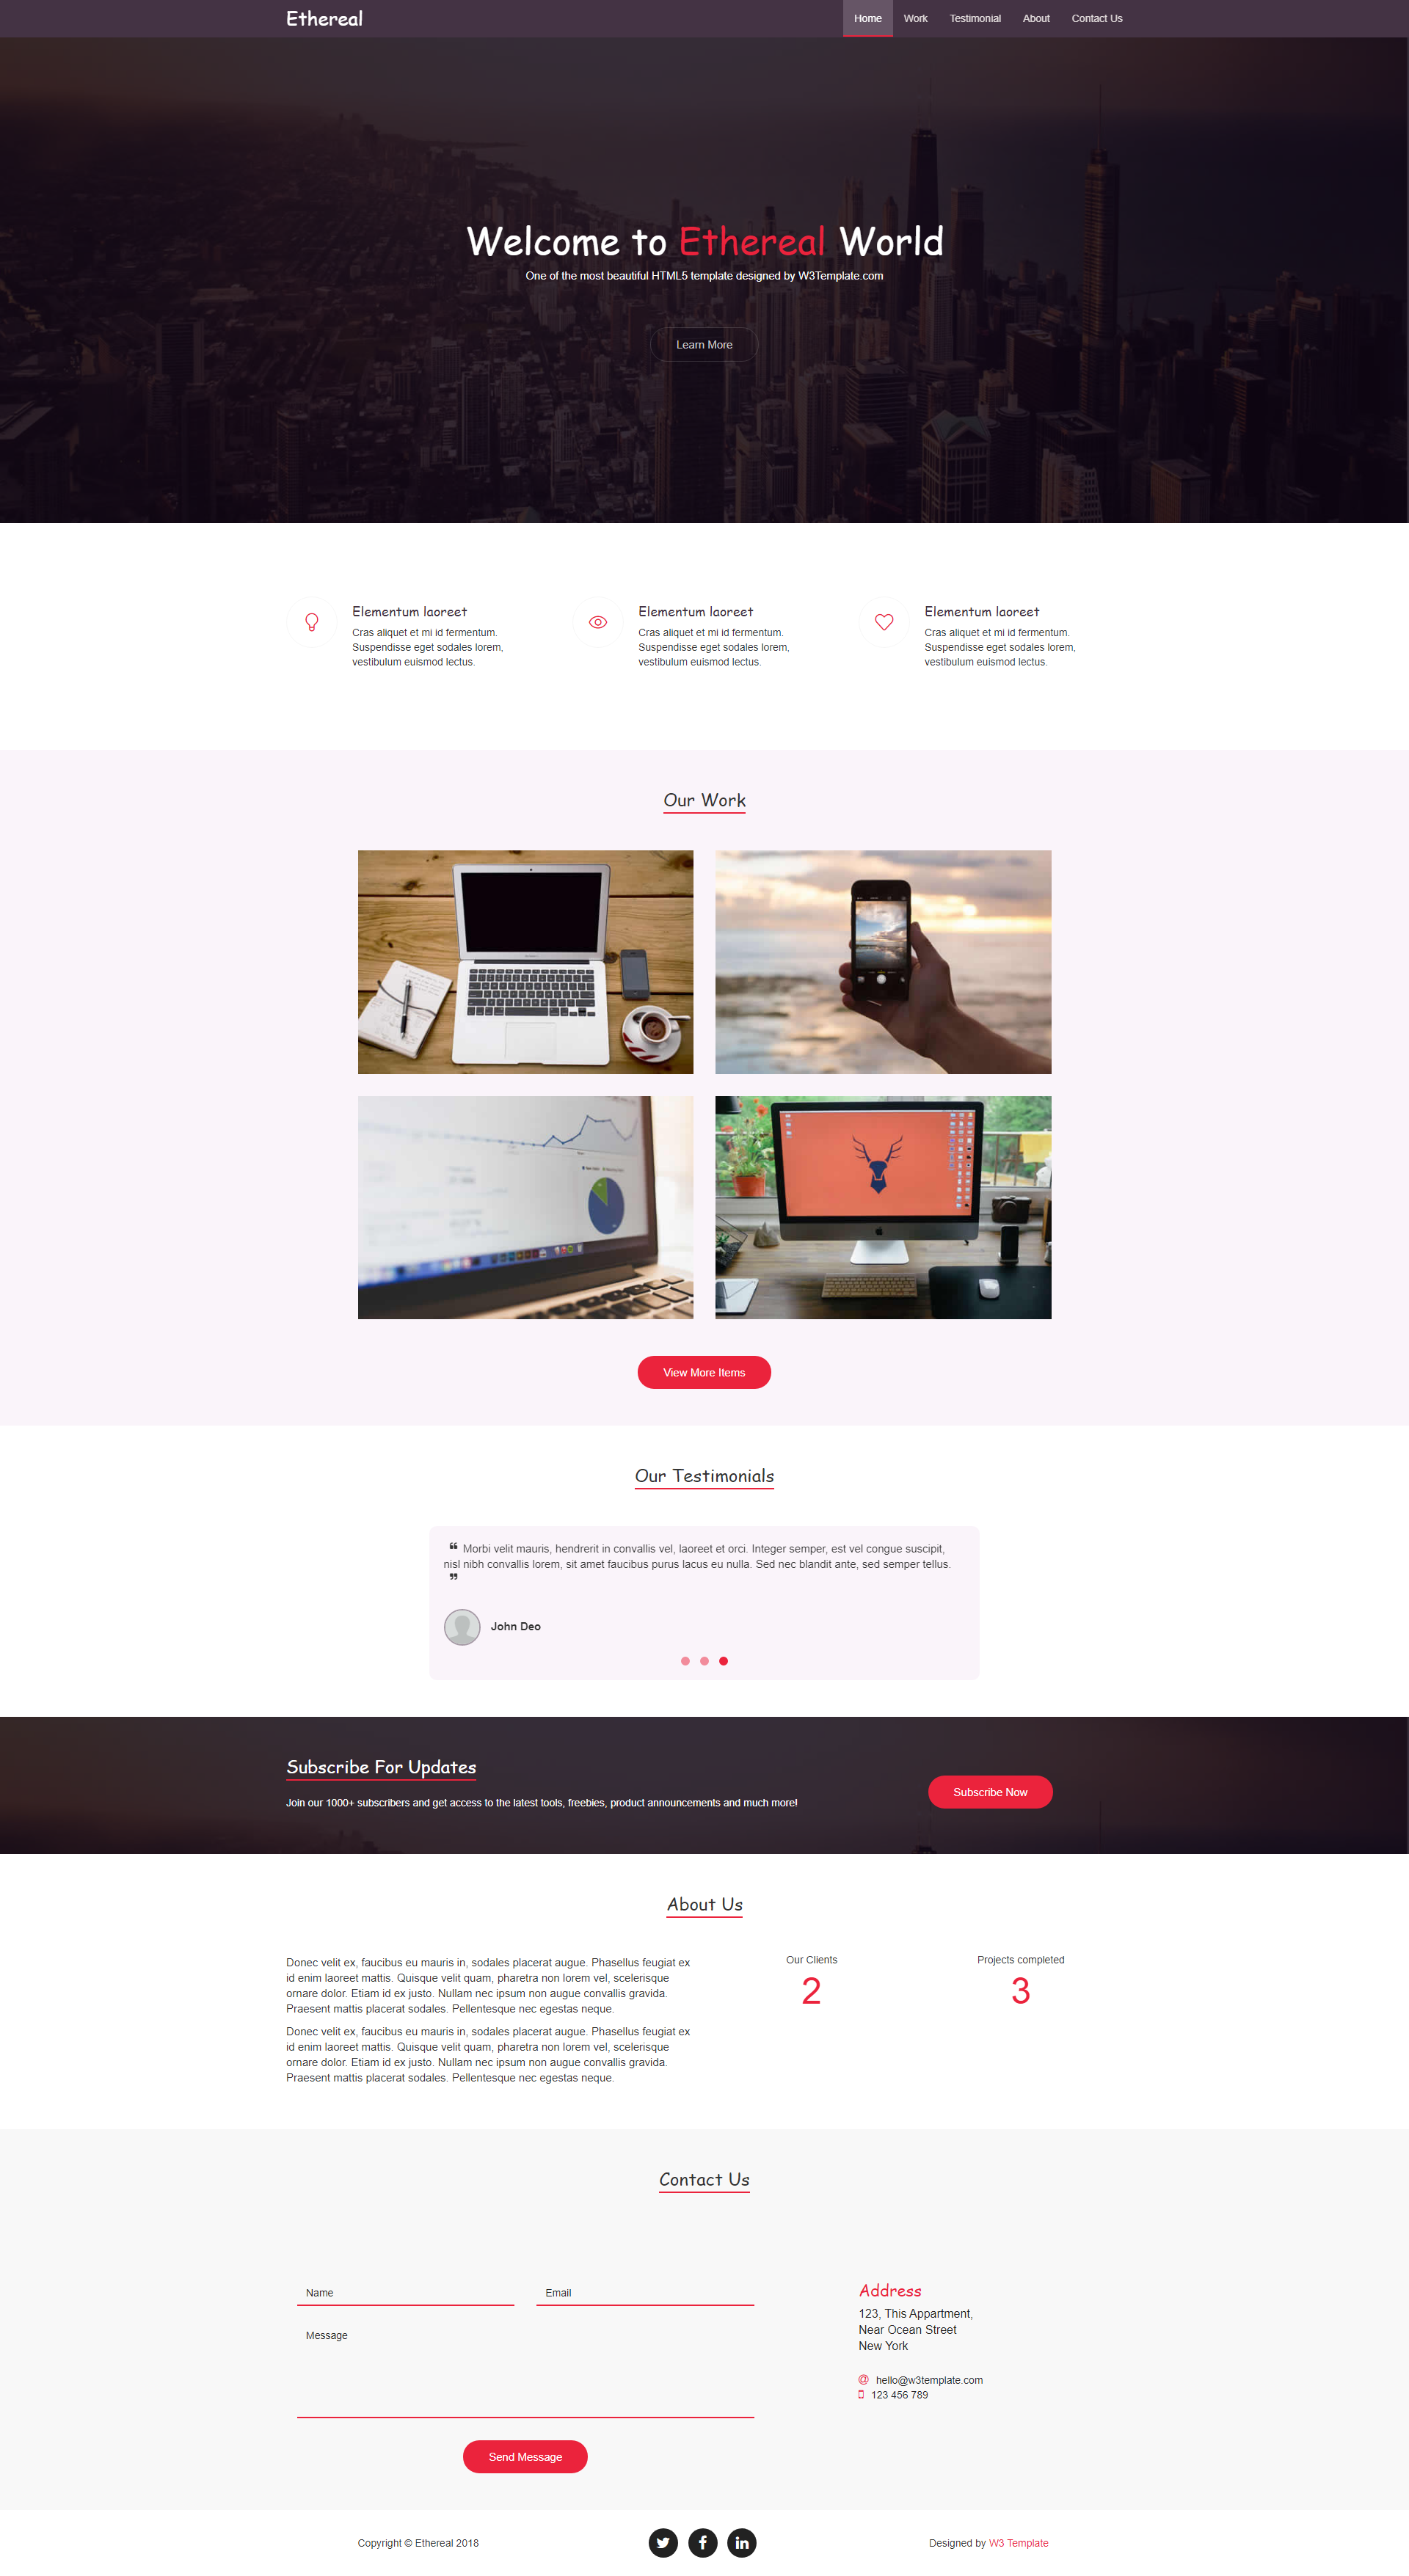 Ethereal
Home Work Testimonial About Contact Us
Welcome to Ethereal World
One of the most beautiful HTML5 template designed by W3Template.com
Learn More
Elementum laoreet
Cras aliquet et mi id fermentum.
Suspendisse eget sodales lorem,
vestibulum euismod lectus.
Elementum laoreet
Cras aliquet et mi id fermentum.
Suspendisse eget sodales lorem,
vestibulum euismod lectus.
Elementum laoreet
Cras aliquet et mi id fermentum.
Suspendisse eget sodales lorem,
vestibulum euismod lectus.
Our Work
View More Items
Our Testimonials
❝ Morbi velit mauris, hendrerit in convallis vel, laoreet et orci. Integer semper, est vel congue suscipit,
nisl nibh convallis lorem, sit amet faucibus purus lacus eu nulla. Sed nec blandit ante, sed semper tellus.
❞
John Deo
Subscribe For Updates
Join our 1000+ subscribers and get access to the latest tools, freebies, product announcements and much more!
Subscribe Now
About Us
Donec velit ex, faucibus eu mauris in, sodales placerat augue. Phasellus feugiat ex
id enim laoreet mattis. Quisque velit quam, pharetra non lorem vel, scelerisque
ornare dolor. Etiam id ex justo. Nullam nec ipsum non augue convallis gravida.
Praesent mattis placerat sodales. Pellentesque nec egestas neque.
Donec velit ex, faucibus eu mauris in, sodales placerat augue. Phasellus feugiat ex
id enim laoreet mattis. Quisque velit quam, pharetra non lorem vel, scelerisque
ornare dolor. Etiam id ex justo. Nullam nec ipsum non augue convallis gravida.
Praesent mattis placerat sodales. Pellentesque nec egestas neque.
Our Clients
2
Projects completed
3
Contact Us
Name
Email
Message
Send Message
Address
123, This Appartment,
Near Ocean Street
New York
hello@w3template.com
123 456 789
Copyright © Ethereal 2018
Designed by W3 Template